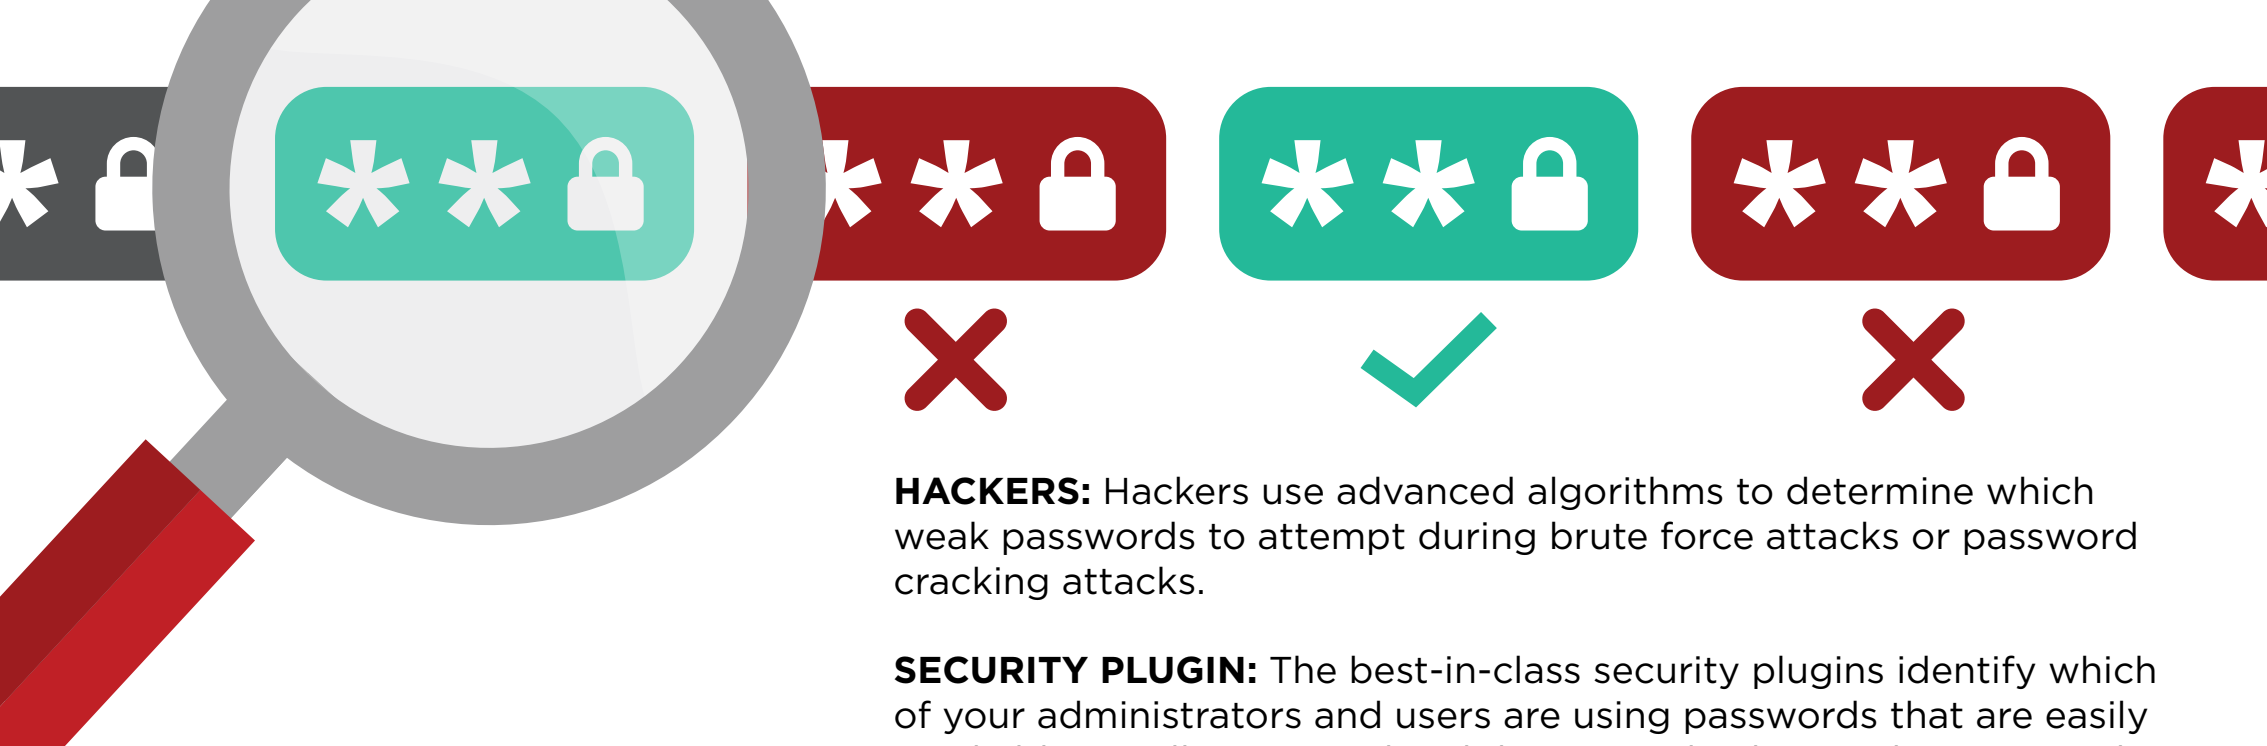 HACKERS: Hackers use advanced algorithms to determine which
weak passwords to attempt during brute force attacks or password
cracking attacks.
SECURITY PLUGIN: The best-in-class security plugins identify which
of your administrators and users are using passwords that are easily